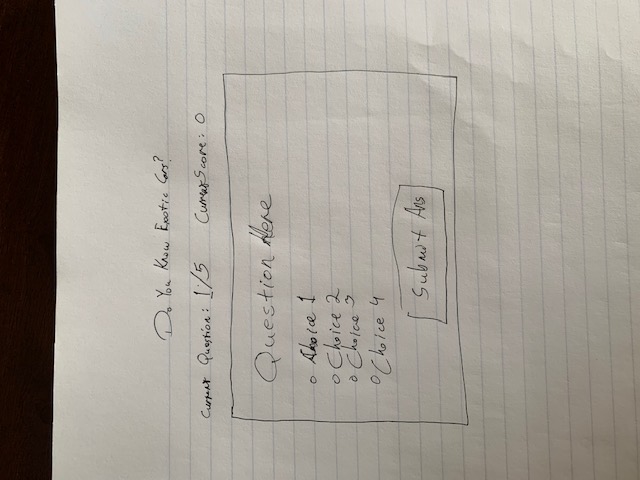 Do You Know Exotic Cars?
Current Question: 1/5 Current Score: 0
Question Here
Choice 1
Choice 2
Choice 3
Choice 4
Submit Ans